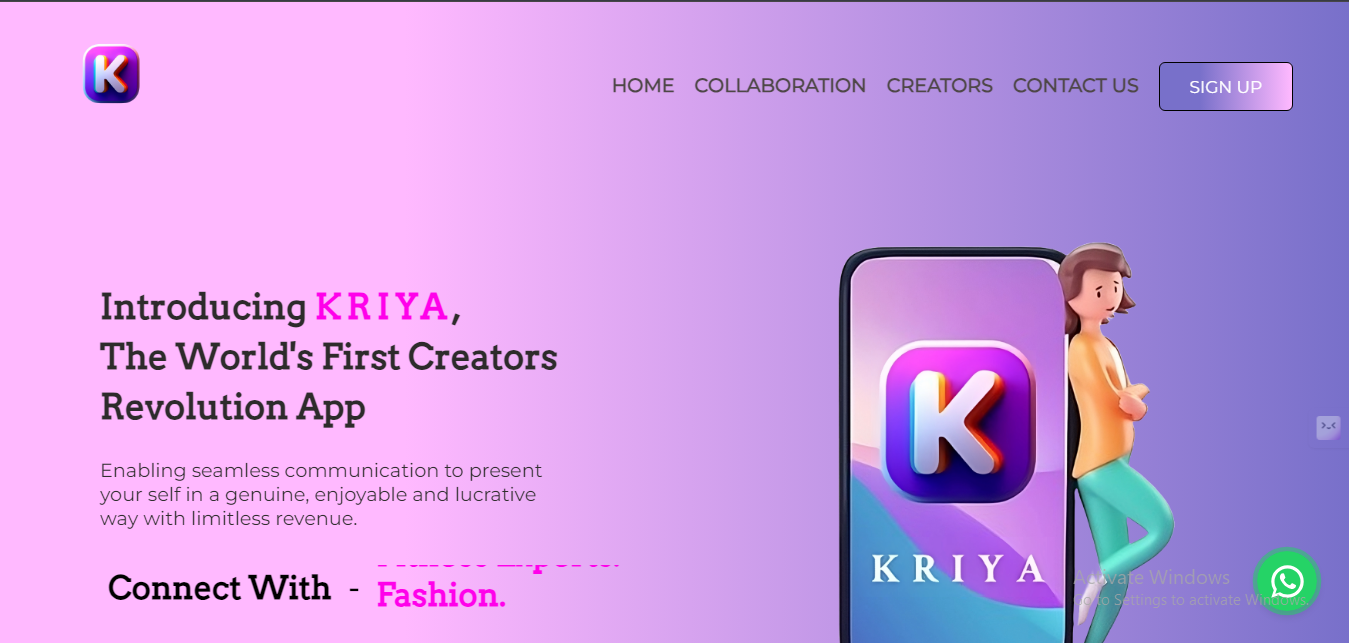 K
HOME COLLABORATION CREATORS CONTACT US SIGN UP
Introducing KRIYA,
The World's First Creators
Revolution App
Enabling seamless communication to present
your self in a genuine, enjoyable and lucrative
way with limitless revenue.
Connect With - Fashion.
K
KRIYA
Activate Windows
Go to Settings to activate Windows.